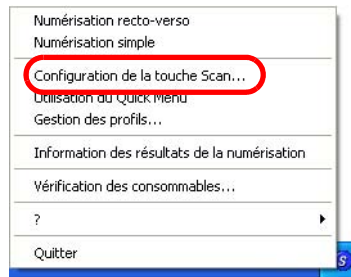 Numérisation recto-verso
Numérisation simple
Configuration de la touche Scan...
Utilisation du Quick Menu
Gestion des profils...
Information des résultats de la numérisation
Vérification des consommables...
?
Quitter
S